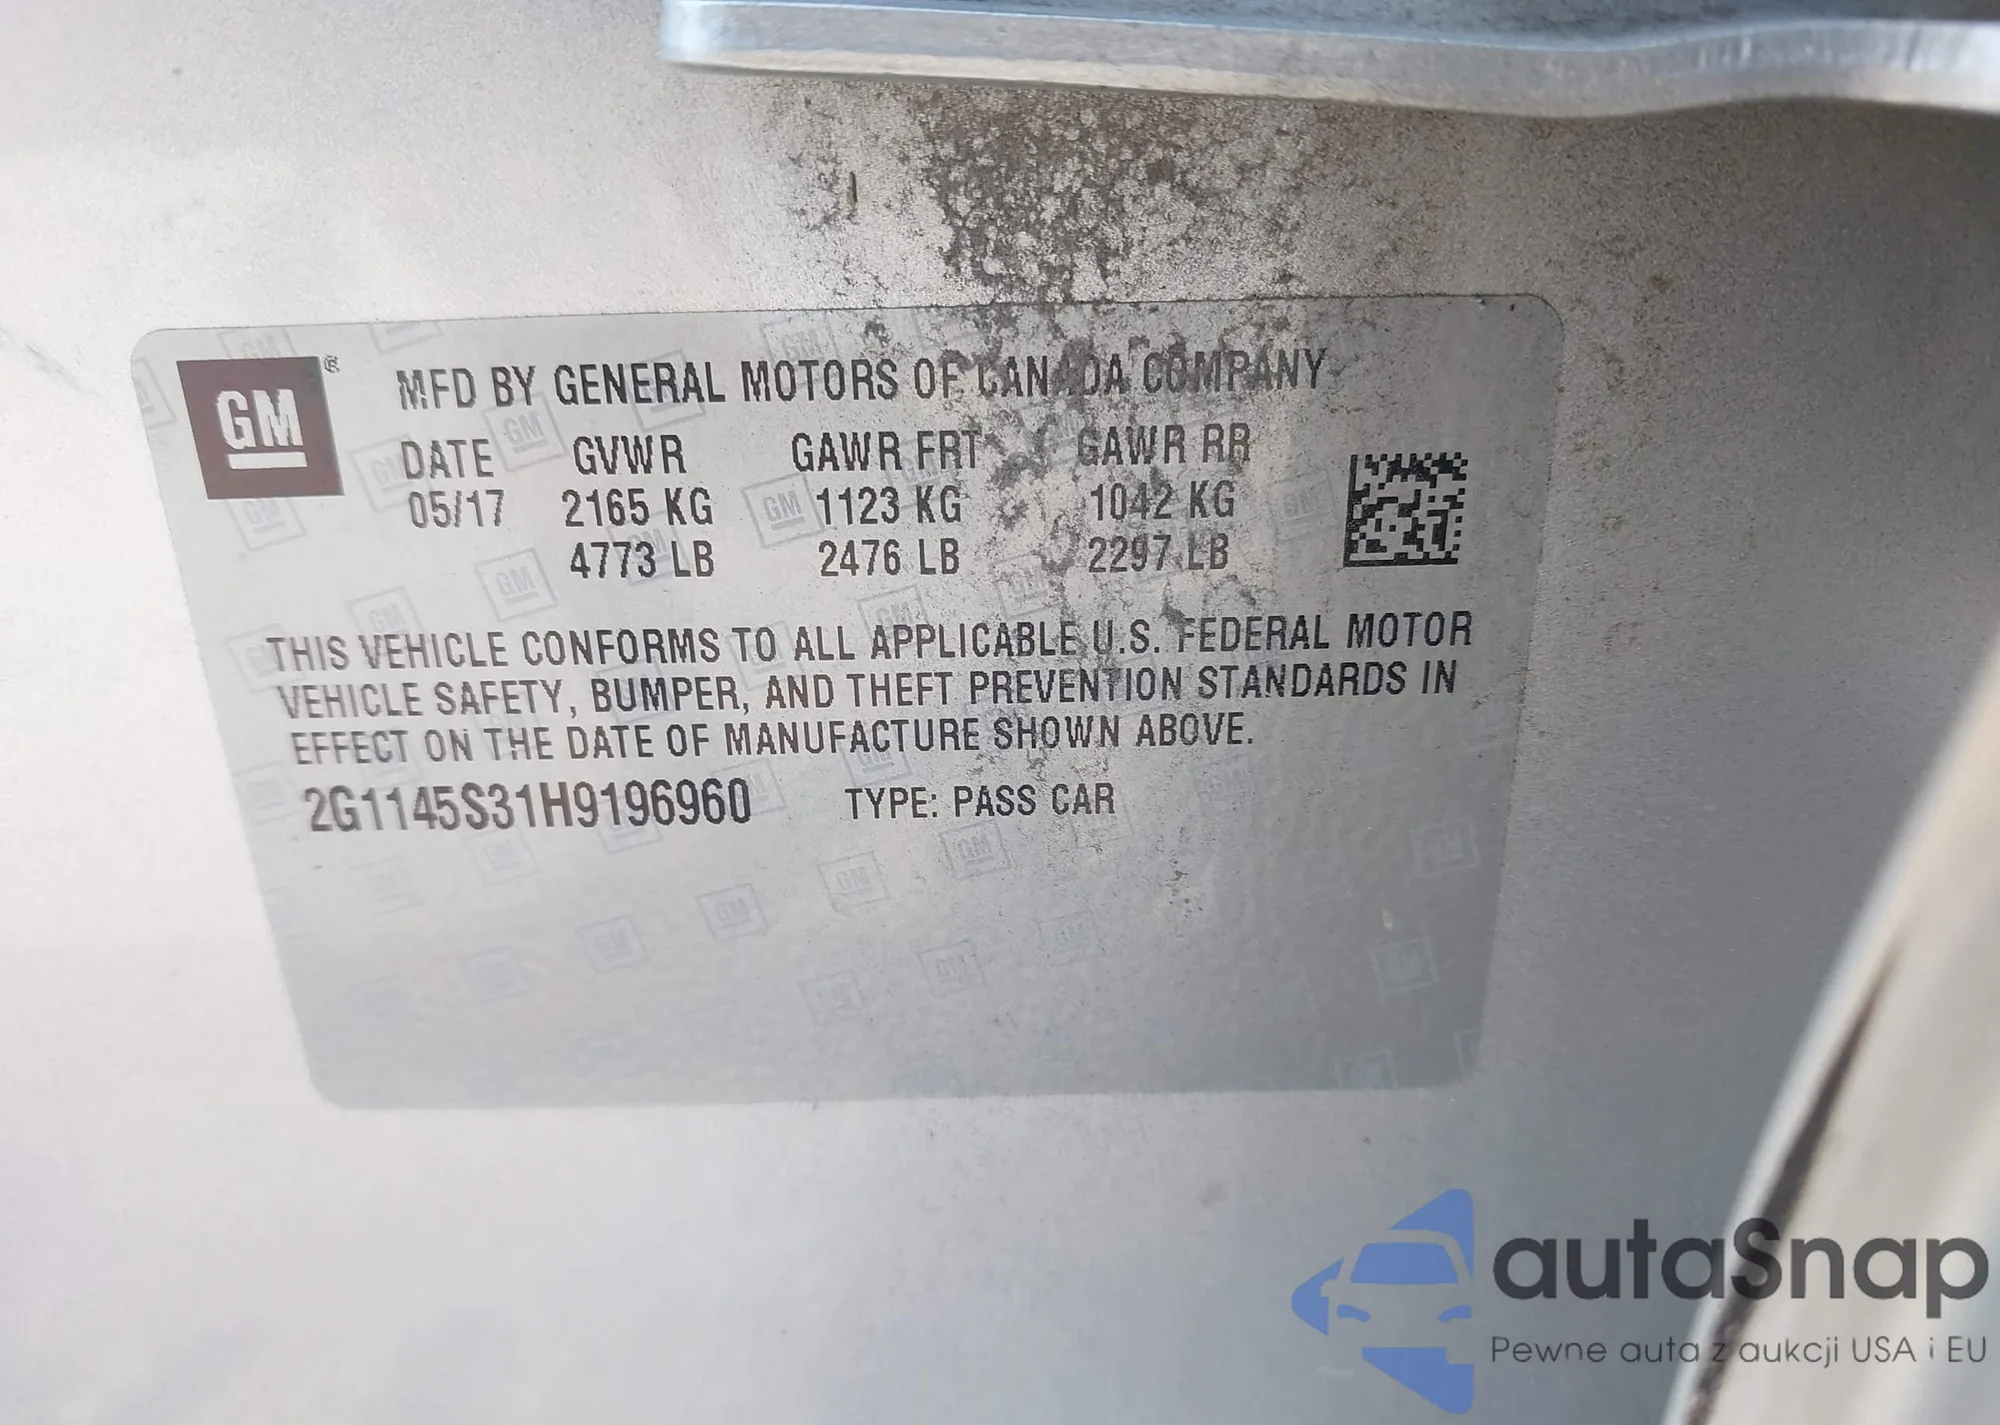 GM ®
MFD BY GENERAL MOTORS OF CANADA COMPANY
DATE GVWR GAWR FRT GAWR RR
05/17 2165 KG 1123 KG 1042 KG
4773 LB 2476 LB 2297 LB
THIS VEHICLE CONFORMS TO ALL APPLICABLE U.S. FEDERAL MOTOR
VEHICLE SAFETY, BUMPER, AND THEFT PREVENTION STANDARDS IN
EFFECT ON THE DATE OF MANUFACTURE SHOWN ABOVE.
2G1145S31H9196960 TYPE: PASS CAR
autaSnap
Pewne auta z aukcji USA i EU